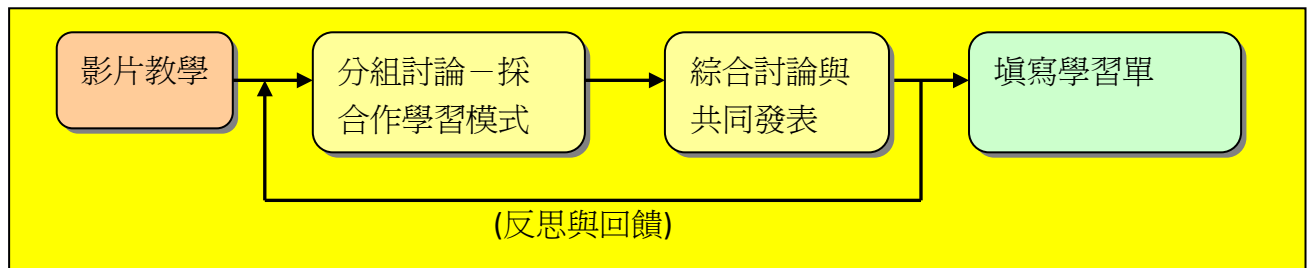 影片教學
分組討論－採
合作學習模式
綜合討論與
共同發表
填寫學習單
(反思與回饋)